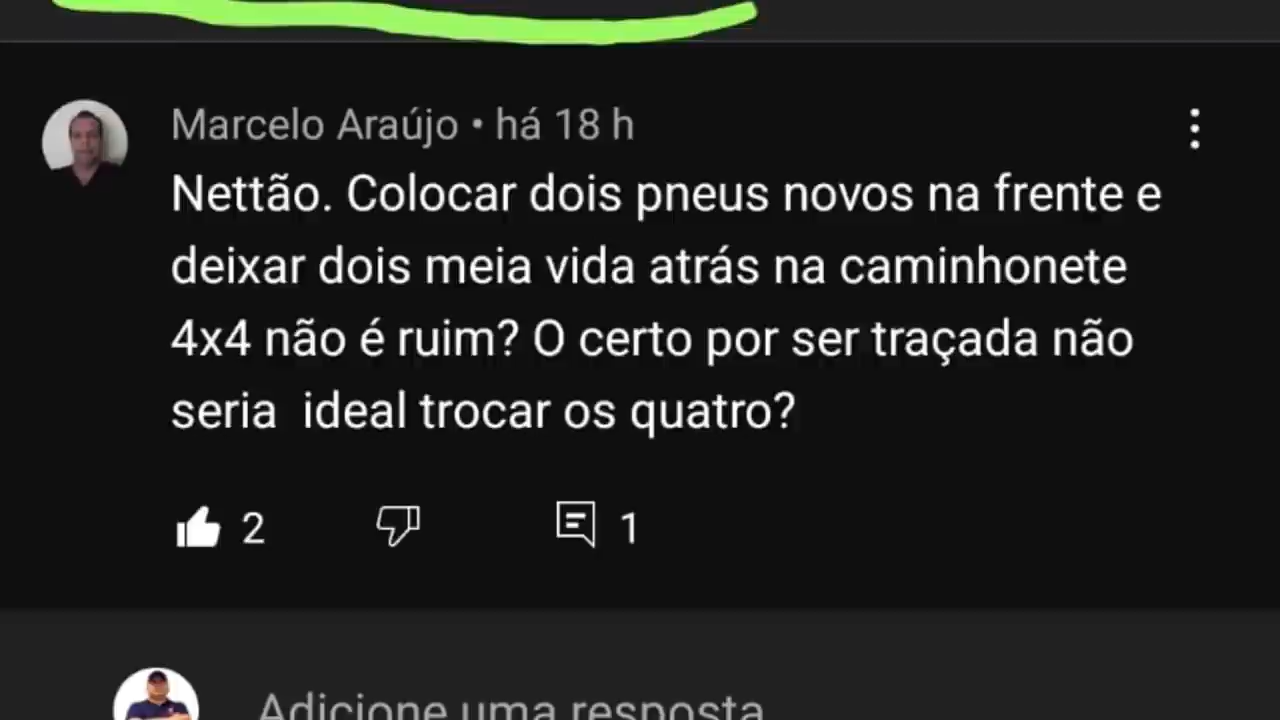 Marcelo Araújo • há 18 h
Nettão. Colocar dois pneus novos na frente e
deixar dois meia vida atrás na caminhonete
4x4 não é ruim? O certo por ser traçada não
seria ideal trocar os quatro?
2 1
Adicione uma resposta